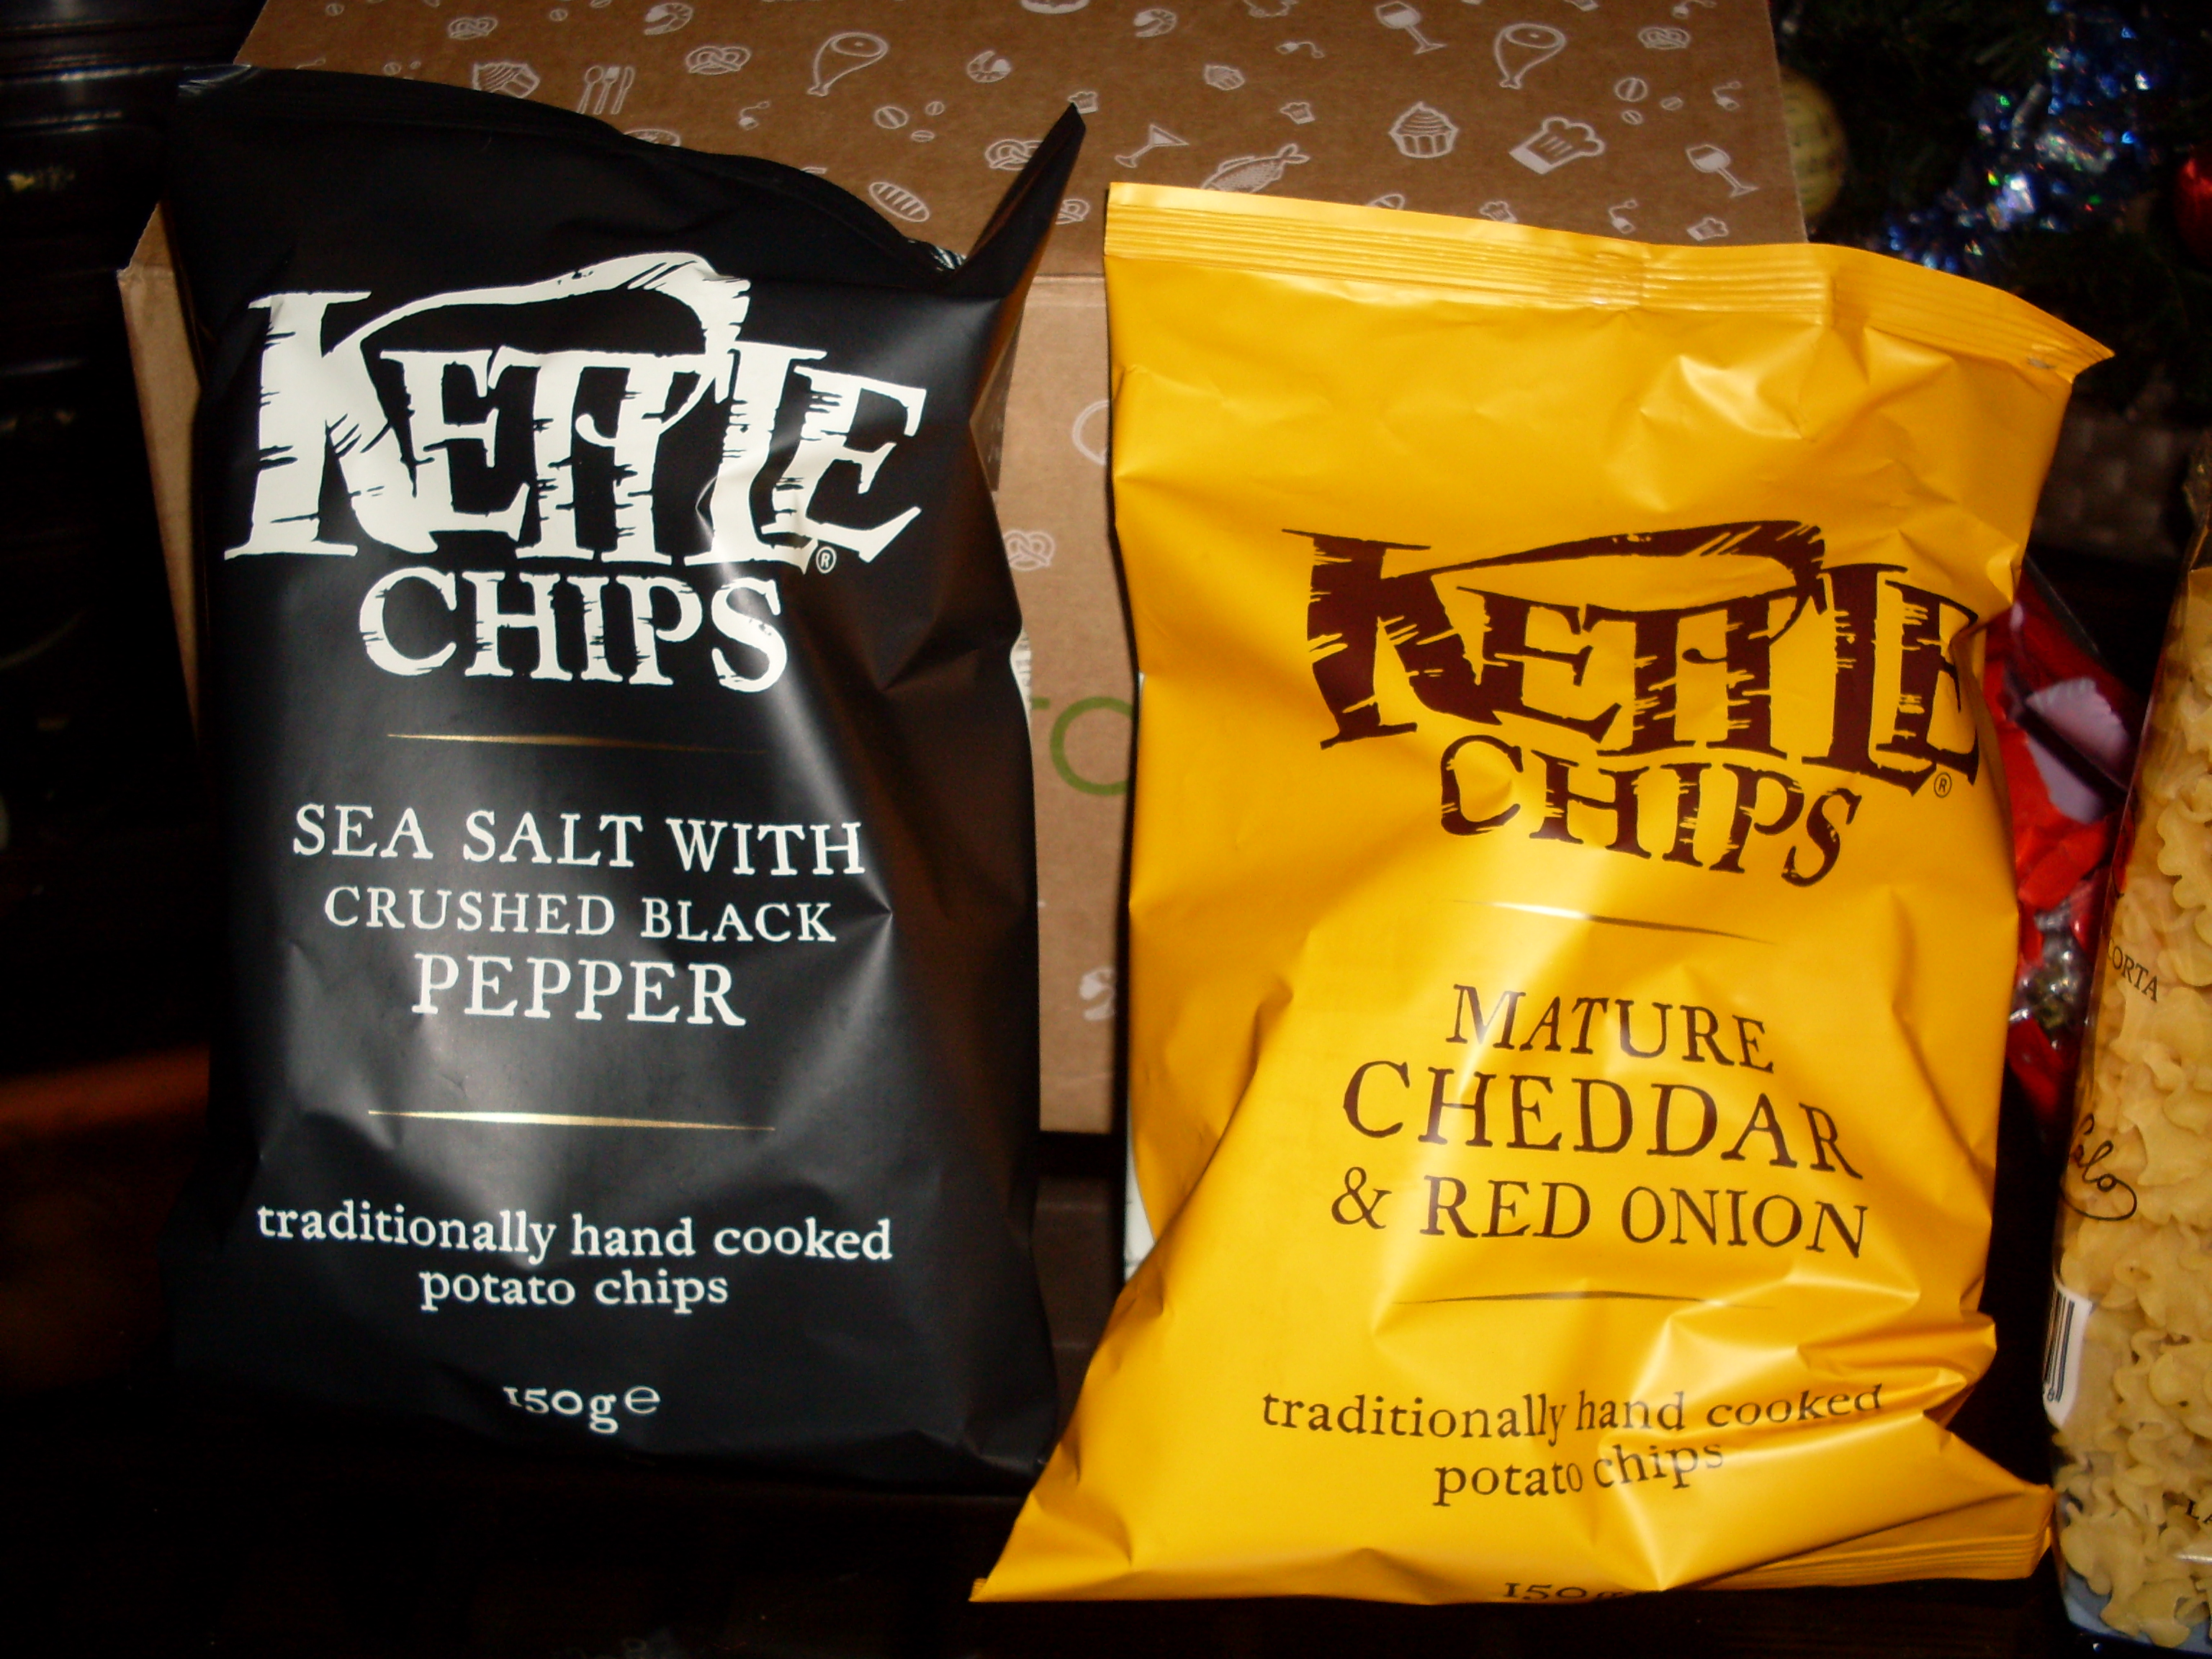 KETTLE
CHIPS
SEA SALT WITH
CRUSHED BLACK
PEPPER
traditionally hand cooked
potato chips
150g e
KETTLE
CHIPS
MATURE
CHEDDAR
& RED ONION
traditionally hand cooked
potato chips
150g